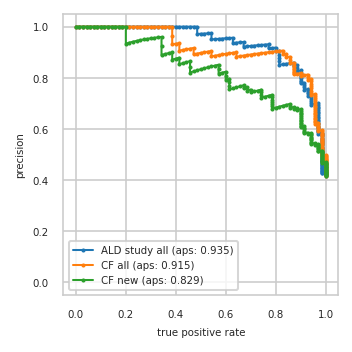 1.0
0.8
0.6
0.4
0.2
0.0
precision
ALD study all (aps: 0.935)
CF all (aps: 0.915)
CF new (aps: 0.829)
0.0 0.2 0.4 0.6 0.8 1.0
true positive rate